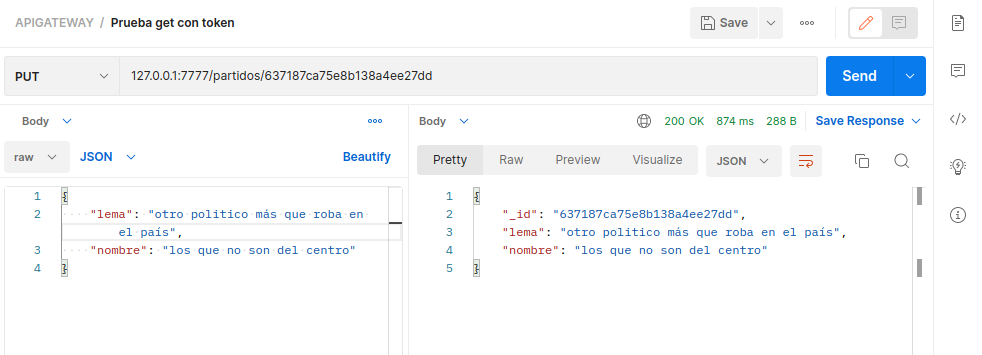 APIGATEWAY / Prueba get con token
Save
PUT
127.0.0.1:7777/partidos/637187ca75e8b138a4ee27dd
Send
Body
raw
JSON
Beautify
1 {
2 "lema": "otro politico más que roba en
el país",
3 "nombre": "los que no son del centro"
4 }
Body
200 OK 874 ms 288 B Save Response
Pretty Raw Preview Visualize JSON
1 {
2 "_id": "637187ca75e8b138a4ee27dd",
3 "lema": "otro politico más que roba en el país",
4 "nombre": "los que no son del centro"
5 }